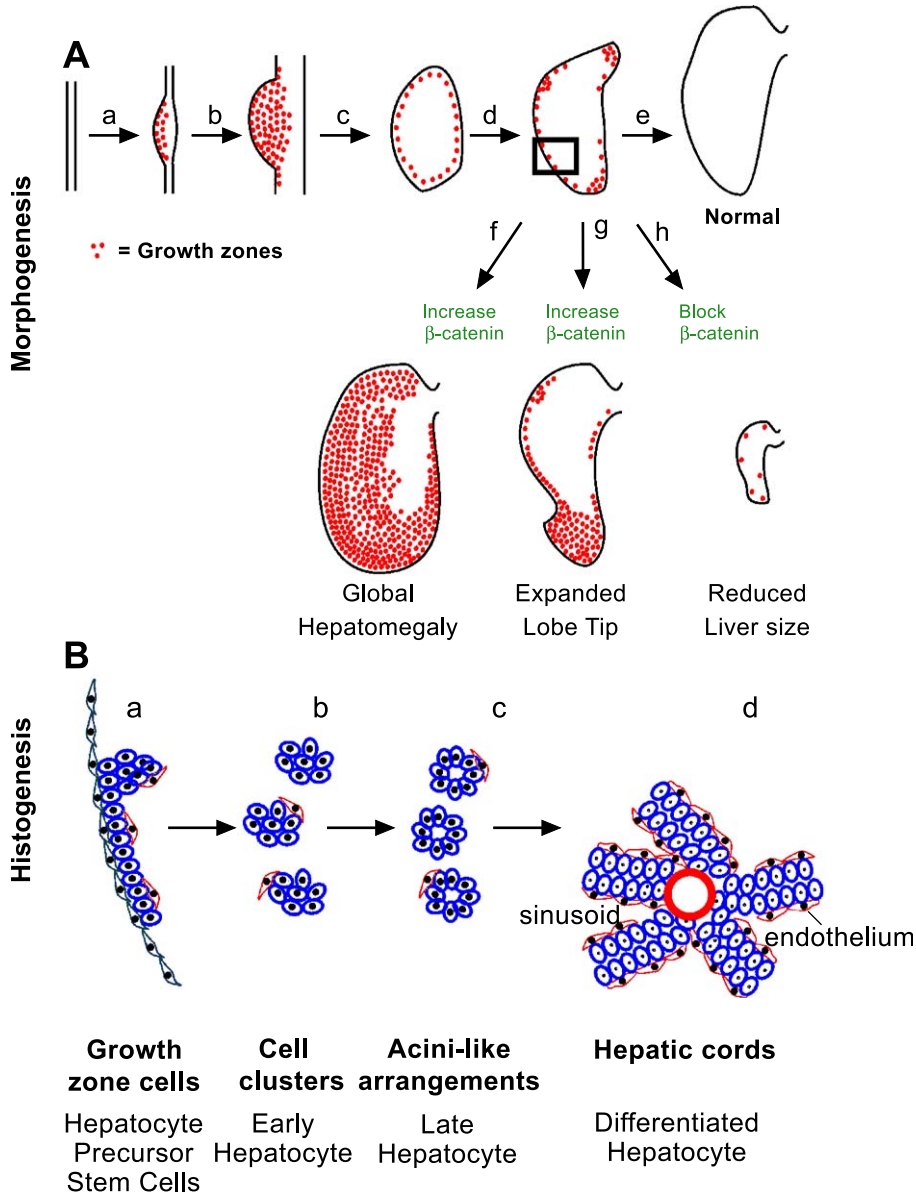 A
a
b
c
d
e
Normal
= Growth zones
f
g
h
Increase
β-catenin
Increase
β-catenin
Block
β-catenin
Morphogenesis
Global
Hepatomegaly
Expanded
Lobe Tip
Reduced
Liver size
B
a
b
c
d
Histogenesis
sinusoid
endothelium
Growth
zone cells
Cell
clusters
Acini-like
arrangements
Hepatic cords
Hepatocyte
Precursor
Stem Cells
Early
Hepatocyte
Late
Hepatocyte
Differentiated
Hepatocyte